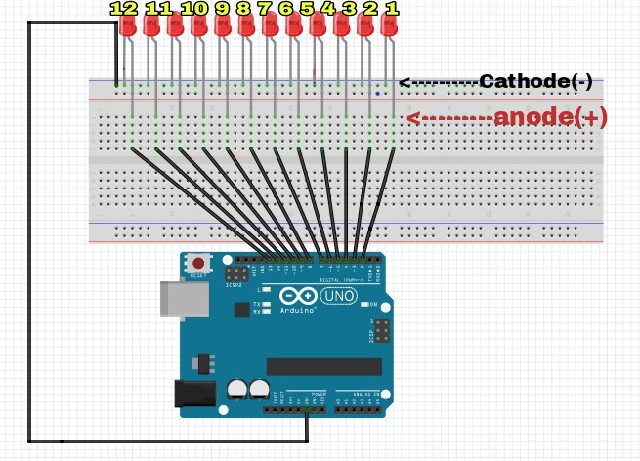 12 11 10 9 8 7 6 5 4 3 2 1
<----------Cathode(-)
<---------anode(+)
RESET
ICSP2
DIGITAL (PWM~)
L
TX
RX
UNO
ON
Arduino
ICSP
POWER
ANALOG IN